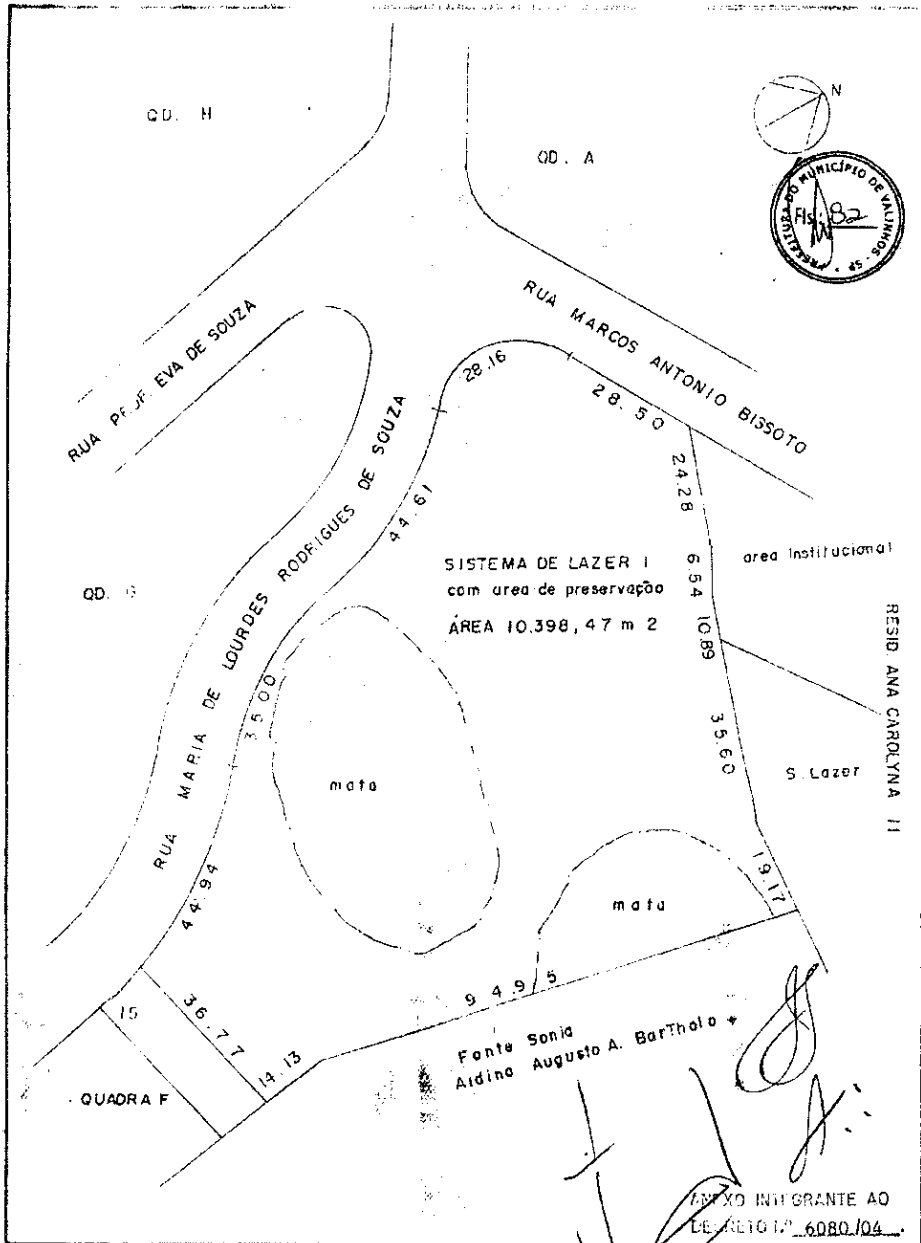 QD. H
N
QD. A
PREFEITURA DO MUNICÍPIO DE VALINHOS - SP
Fls. 82
RUA PROF. EVA DE SOUZA
RUA MARCOS ANTONIO BISSOTO
28.16
28.50
RUA MARIA DE LOURDES RODRIGUES DE SOUZA
44.61
24.28
SISTEMA DE LAZER I
com area de preservação
ÁREA 10.398,47 m 2
area Institucional
6.54
QD. G
10.89
RESID. ANA CAROLYNA II
35.00
35.60
mata
S. Lazer
44.94
19.17
mata
94.95
15
36.77
14.13
Fonte Sonia
Aldino Augusto A. BarTholo +
QUADRA F
ANEXO INTEGRANTE AO
DECRETO Nº 6080/04.